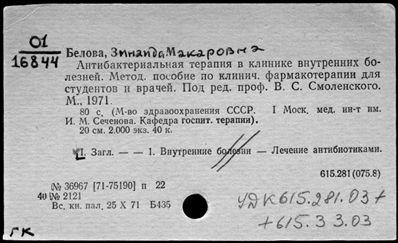 01
16844
Белова, Зинаида Макаровна
Антибактериальная терапия в клинике внутренних бо-
лезней. Метод. пособие по клинич. фармакотерапии для
студентов и врачей. Под ред. проф. В. С. Смоленского.
М., 1971.
80 с. (М-во здравоохранения СССР. I Моск. мед. ин-т им.
И. М. Сеченова. Кафедра госпит. терапии).
20 см. 2.000 экз. 40 к.
I. Загл. — — 1. Внутренние болезни — Лечение антибиотиками.
615.281(075.8)
№ 36967 [71-75190] п 22
40 № 2121
Вс. кн. пал. 25 X 71 Б435
УДК 615.281.03 +
+ 615.33.03
ГК